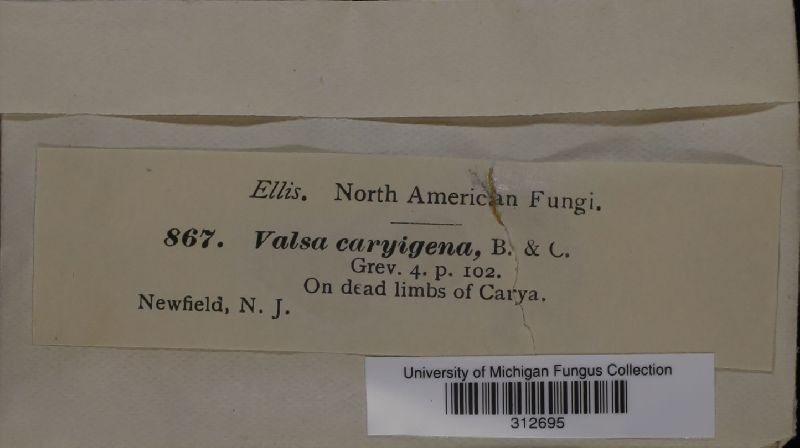 Ellis. North American Fungi.
867. Valsa caryigena, B. & C.
Grev. 4. p. 102.
On dead limbs of Carya.
Newfield, N. J.
University of Michigan Fungus Collection
312695